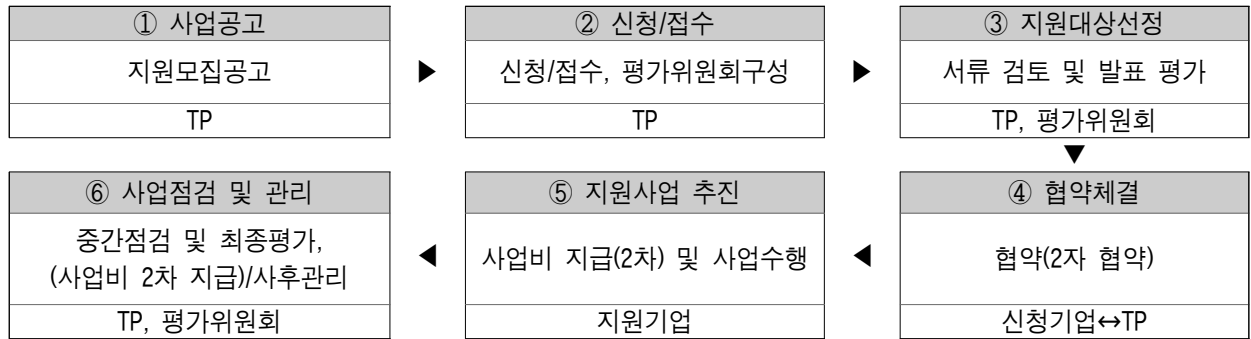 ① 사업공고
지원모집공고
TP
▶
② 신청/접수
신청/접수, 평가위원회구성
TP
▶
③ 지원대상선정
서류 검토 및 발표 평가
TP, 평가위원회
▼
④ 협약체결
협약(2자 협약)
신청기업↔TP
◀
⑤ 지원사업 추진
사업비 지급(2차) 및 사업수행
지원기업
◀
⑥ 사업점검 및 관리
중간점검 및 최종평가,
(사업비 2차 지급)/사후관리
TP, 평가위원회